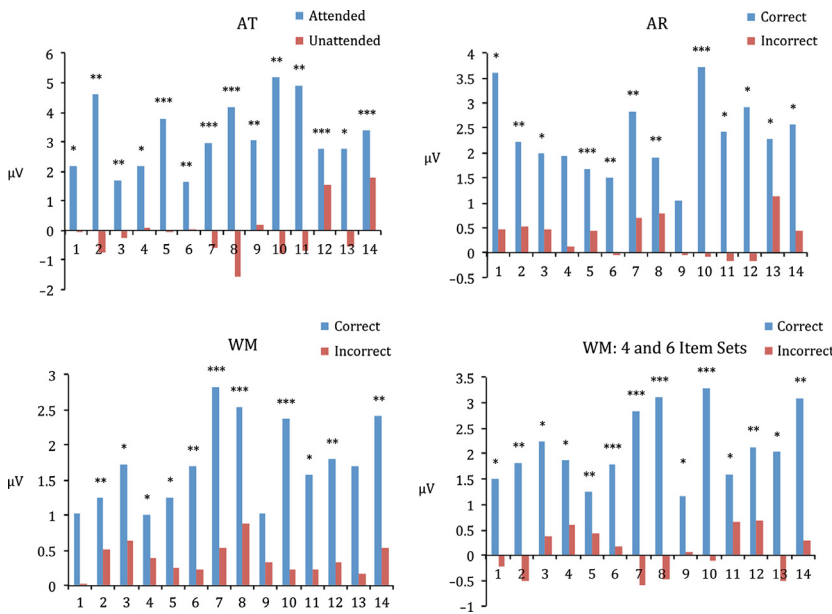 AT
Attended
Unattended
6
5
4
3
2
1
0
−1
−2
μV
* ** ** * *** ** *** *** ** ** ** *** * ***
1 2 3 4 5 6 7 8 9 10 11 12 13 14
AR
Correct
Incorrect
4
3.5
3
2.5
2
1.5
1
0.5
0
−0.5
μV
* ** * *** ** ** ** *** * * * *
1 2 3 4 5 6 7 8 9 10 11 12 13 14
WM
Correct
Incorrect
3
2.5
2
1.5
1
0.5
0
μV
** * * * ** *** *** *** * ** **
1 2 3 4 5 6 7 8 9 10 11 12 13 14
WM: 4 and 6 Item Sets
Correct
Incorrect
3.5
3
2.5
2
1.5
1
0.5
0
−0.5
−1
μV
* ** * * ** *** *** *** * *** * ** * **
1 2 3 4 5 6 7 8 9 10 11 12 13 14